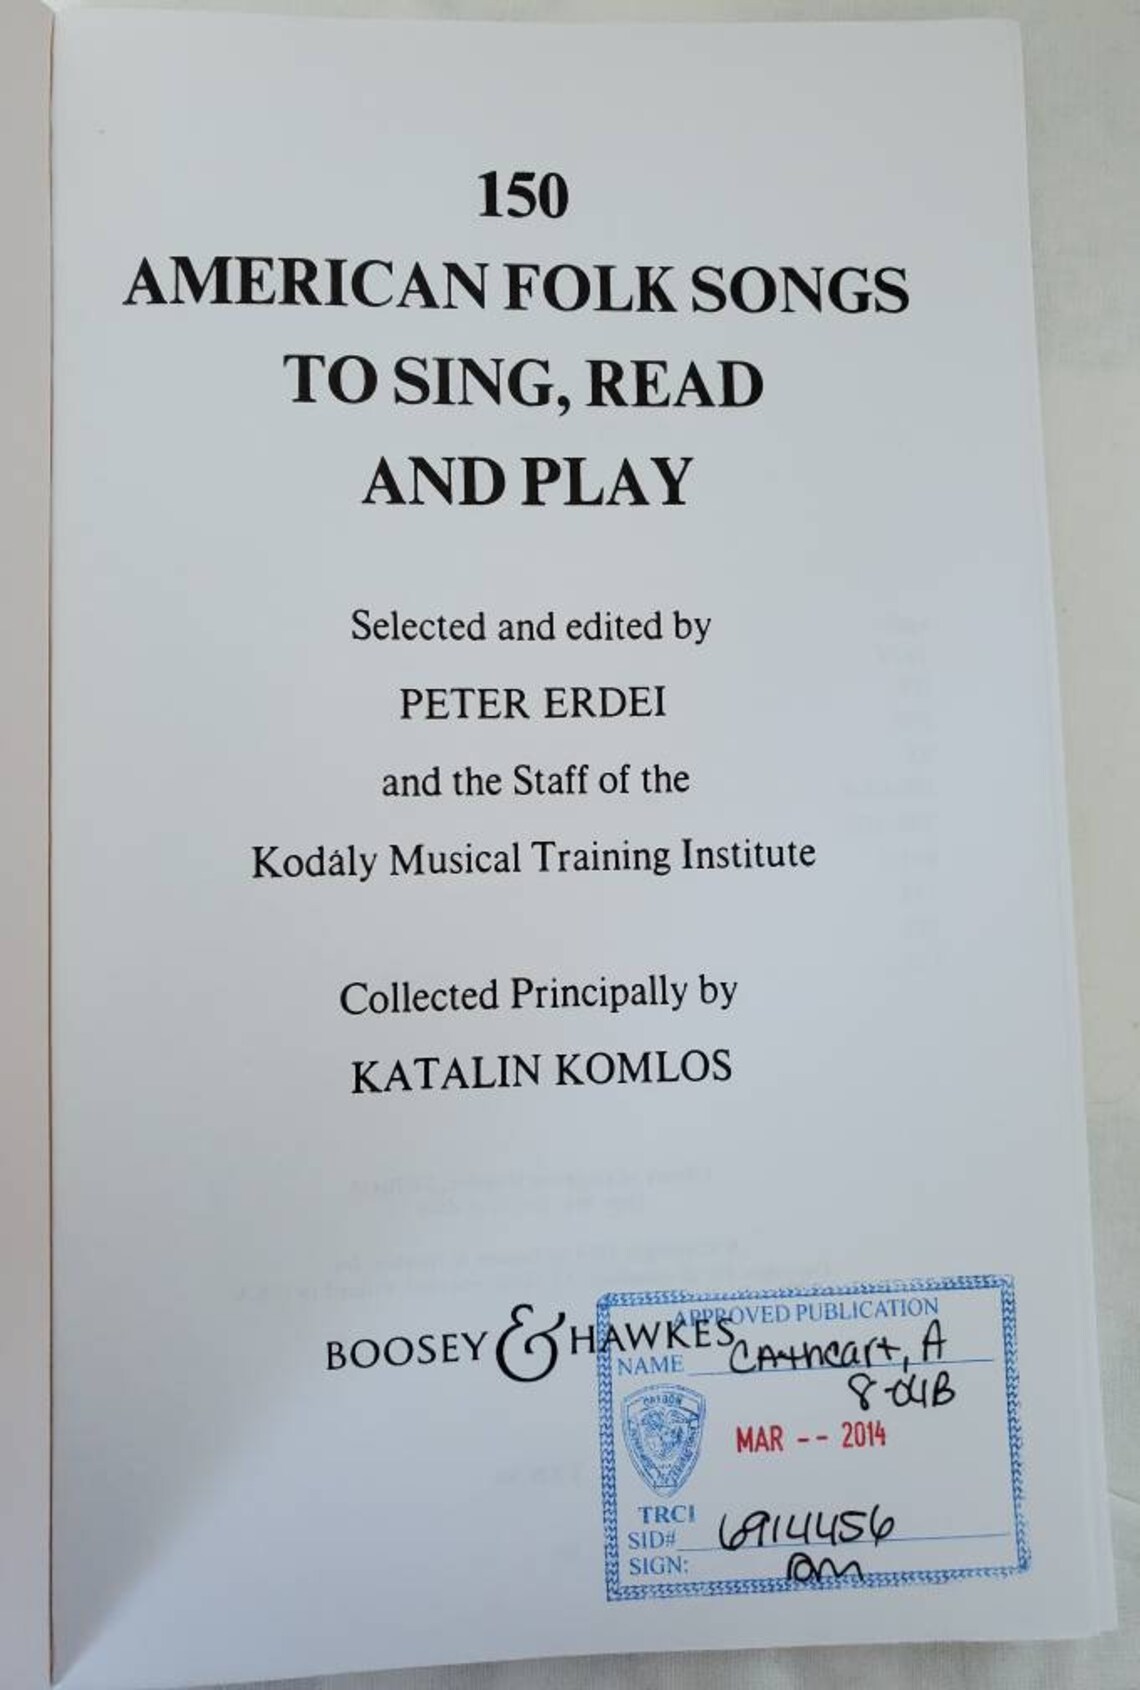 150
AMERICAN FOLK SONGS
TO SING, READ
AND PLAY
Selected and edited by
PETER ERDEI
and the Staff of the
Kodály Musical Training Institute
Collected Principally by
KATALIN KOMLOS
BOOSEY & HAWKES
APPROVED PUBLICATION
NAME Cathcart, A
8-04B
MAR -- 2014
TRCI
SID# 6914456
SIGN: